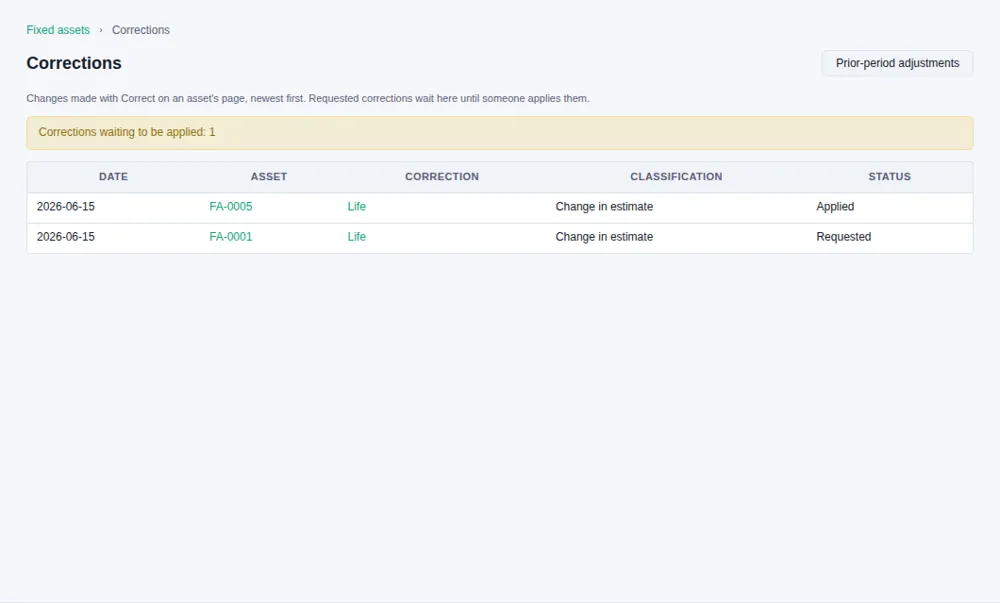 Fixed assets › Corrections
Corrections
Prior-period adjustments
Changes made with Correct on an asset's page, newest first. Requested corrections wait here until someone applies them.
Corrections waiting to be applied: 1
DATE ASSET CORRECTION CLASSIFICATION STATUS
2026-06-15 FA-0005 Life Change in estimate Applied
2026-06-15 FA-0001 Life Change in estimate Requested